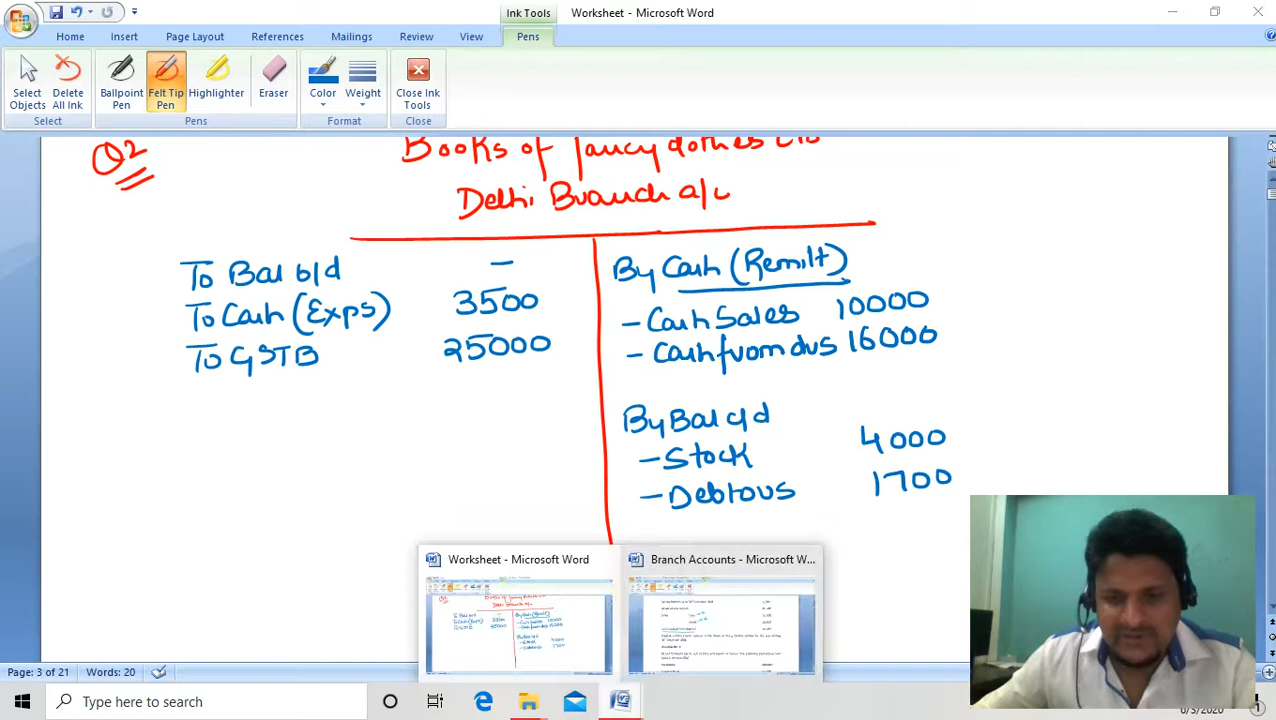 Ink Tools
Worksheet - Microsoft Word
Home Insert Page Layout References Mailings Review View Pens
Select Objects
Delete All Ink
Ballpoint Pen
Felt Tip Pen
Highlighter
Eraser
Color
Weight
Close Ink Tools
Select Pens Format Close
Q2
Books of Fancy clothes Ltd
Delhi Branch a/c
To Bal b/d —
To Cash (Exps) 3500
To GSTB 25000
By Cash (Remitt)
- Cash Sales 10000
- Cash from drs 16000
By Bal c/d
- Stock 4000
- Debtors 1700
Worksheet - Microsoft Word
Branch Accounts - Microsoft W...
Page: 3 of
Words: 20
Type here to search
6/3/2020